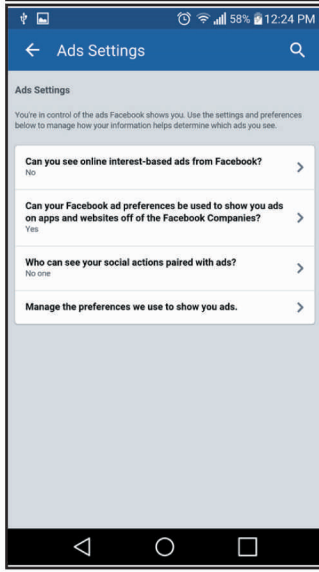 58% 12:24 PM
Ads Settings
Ads Settings
You're in control of the ads Facebook shows you. Use the settings and preferences
below to manage how your information helps determine which ads you see.
Can you see online interest-based ads from Facebook?
No
Can your Facebook ad preferences be used to show you ads
on apps and websites off of the Facebook Companies?
Yes
Who can see your social actions paired with ads?
No one
Manage the preferences we use to show you ads.